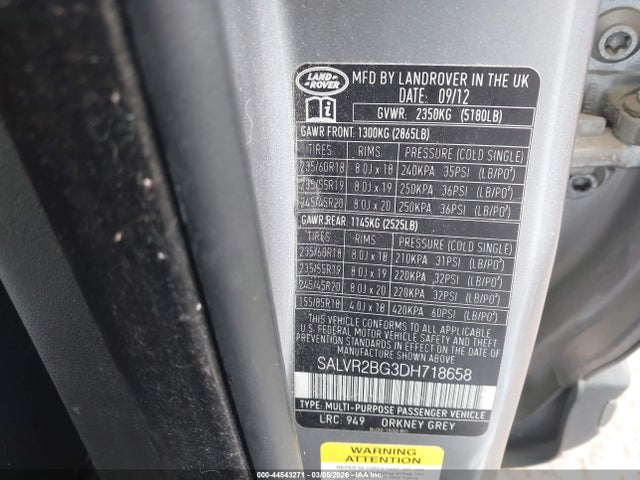 LAND ROVER
MFD BY LANDROVER IN THE UK
DATE: 09/12
GVWR. 2350KG (5180LB)
GAWR FRONT: 1300KG (2865LB)
TIRES RIMS PRESSURE (COLD SINGLE)
235/60R18 8.0J x 18 240KPA 35PSI (LB/PO²)
235/55R19 8.0J x 19 250KPA 36PSI (LB/PO²)
245/45R20 8.0J x 20 250KPA 36PSI (LB/PO²)
GAWR.REAR: 1145KG (2525LB)
TIRES RIMS PRESSURE (COLD SINGLE)
235/60R18 8.0J x 18 210KPA 31PSI (LB/PO²)
235/55R19 8.0J x 19 220KPA 32PSI (LB/PO²)
245/45R20 8.0J x 20 220KPA 32PSI (LB/PO²)
155/85R18 4.0J x 18 420KPA 60PSI (LB/PO²)
THIS VEHICLE CONFORMS TO ALL APPLICABLE
U.S. FEDERAL MOTOR VEHICLE SAFETY AND THEFT
PREVENTION STANDARDS IN EFFECT ON THE DATE OF
MANUFACTURE SHOWN ABOVE
SALVR2BG3DH718658
TYPE: MULTI-PURPOSE PASSENGER VEHICLE
LRC: 949 ORKNEY GREY
WARNING
ATTENTION
000-44543271 - 03/05/2026 -